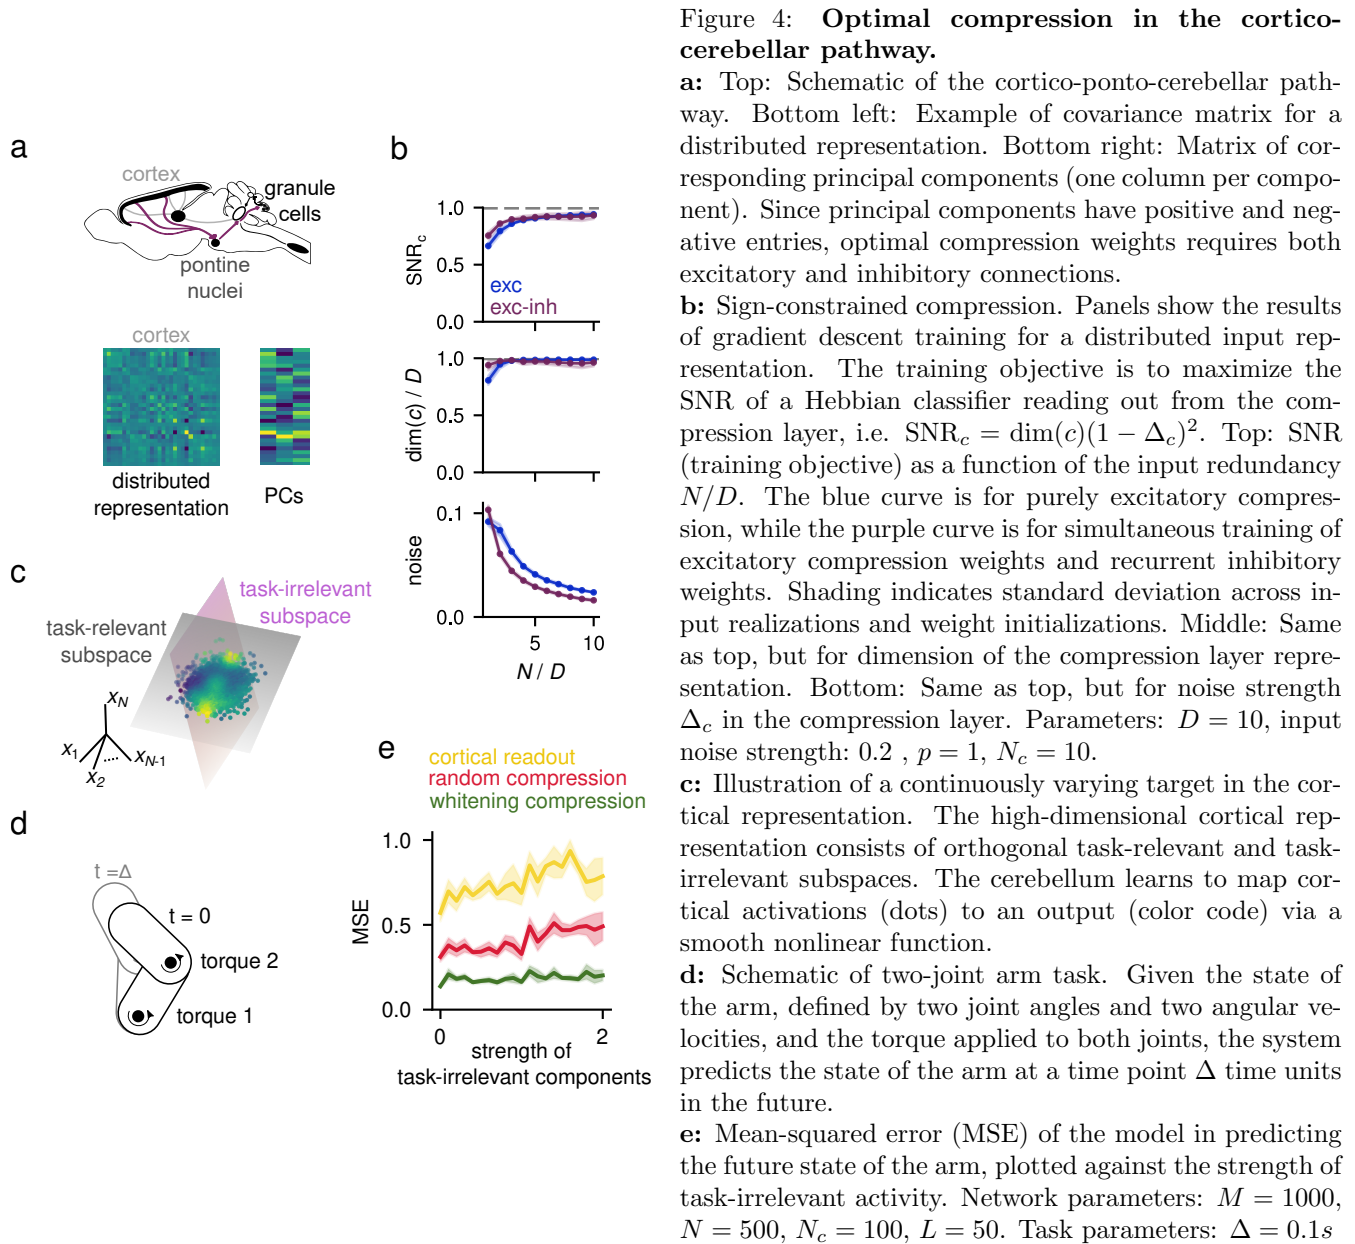 a
cortex
granule
cells
pontine
nuclei
cortex
distributed
representation
PCs
b
1.0
0.5
0.0
SNR_c
exc
exc-inh
1.0
0.5
0.0
dim(c) / D
0.1
0.0
noise
5
10
N / D
c
task-irrelevant
subspace
task-relevant
subspace
x_N
x_1
x_2
x_{N-1}
d
t = Δ
t = 0
torque 2
torque 1
e
cortical readout
random compression
whitening compression
1.0
0.5
0.0
MSE
0
2
strength of
task-irrelevant components
Figure 4: Optimal compression in the cortico-
cerebellar pathway.
a: Top: Schematic of the cortico-ponto-cerebellar path-
way. Bottom left: Example of covariance matrix for a
distributed representation. Bottom right: Matrix of cor-
responding principal components (one column per compo-
nent). Since principal components have positive and neg-
ative entries, optimal compression weights requires both
excitatory and inhibitory connections.
b: Sign-constrained compression. Panels show the results
of gradient descent training for a distributed input rep-
resentation. The training objective is to maximize the
SNR of a Hebbian classifier reading out from the com-
pression layer, i.e. SNR_c = dim(c)(1 − Δ_c)^2. Top: SNR
(training objective) as a function of the input redundancy
N/D. The blue curve is for purely excitatory compres-
sion, while the purple curve is for simultaneous training of
excitatory compression weights and recurrent inhibitory
weights. Shading indicates standard deviation across in-
put realizations and weight initializations. Middle: Same
as top, but for dimension of the compression layer repre-
sentation. Bottom: Same as top, but for noise strength
Δ_c in the compression layer. Parameters: D = 10, input
noise strength: 0.2 , p = 1, N_c = 10.
c: Illustration of a continuously varying target in the cor-
tical representation. The high-dimensional cortical rep-
resentation consists of orthogonal task-relevant and task-
irrelevant subspaces. The cerebellum learns to map cor-
tical activations (dots) to an output (color code) via a
smooth nonlinear function.
d: Schematic of two-joint arm task. Given the state of
the arm, defined by two joint angles and two angular ve-
locities, and the torque applied to both joints, the system
predicts the state of the arm at a time point Δ time units
in the future.
e: Mean-squared error (MSE) of the model in predicting
the future state of the arm, plotted against the strength of
task-irrelevant activity. Network parameters: M = 1000,
N = 500, N_c = 100, L = 50. Task parameters: Δ = 0.1s